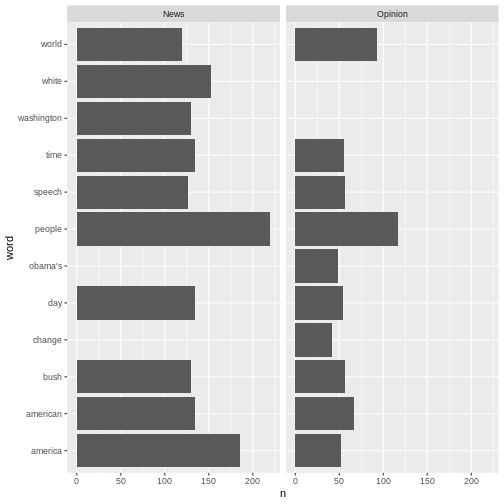 News Opinion
world
white
washington
time
speech
people
obama's
day
change
bush
american
america
word
0 50 100 150 200 0 50 100 150 200
n